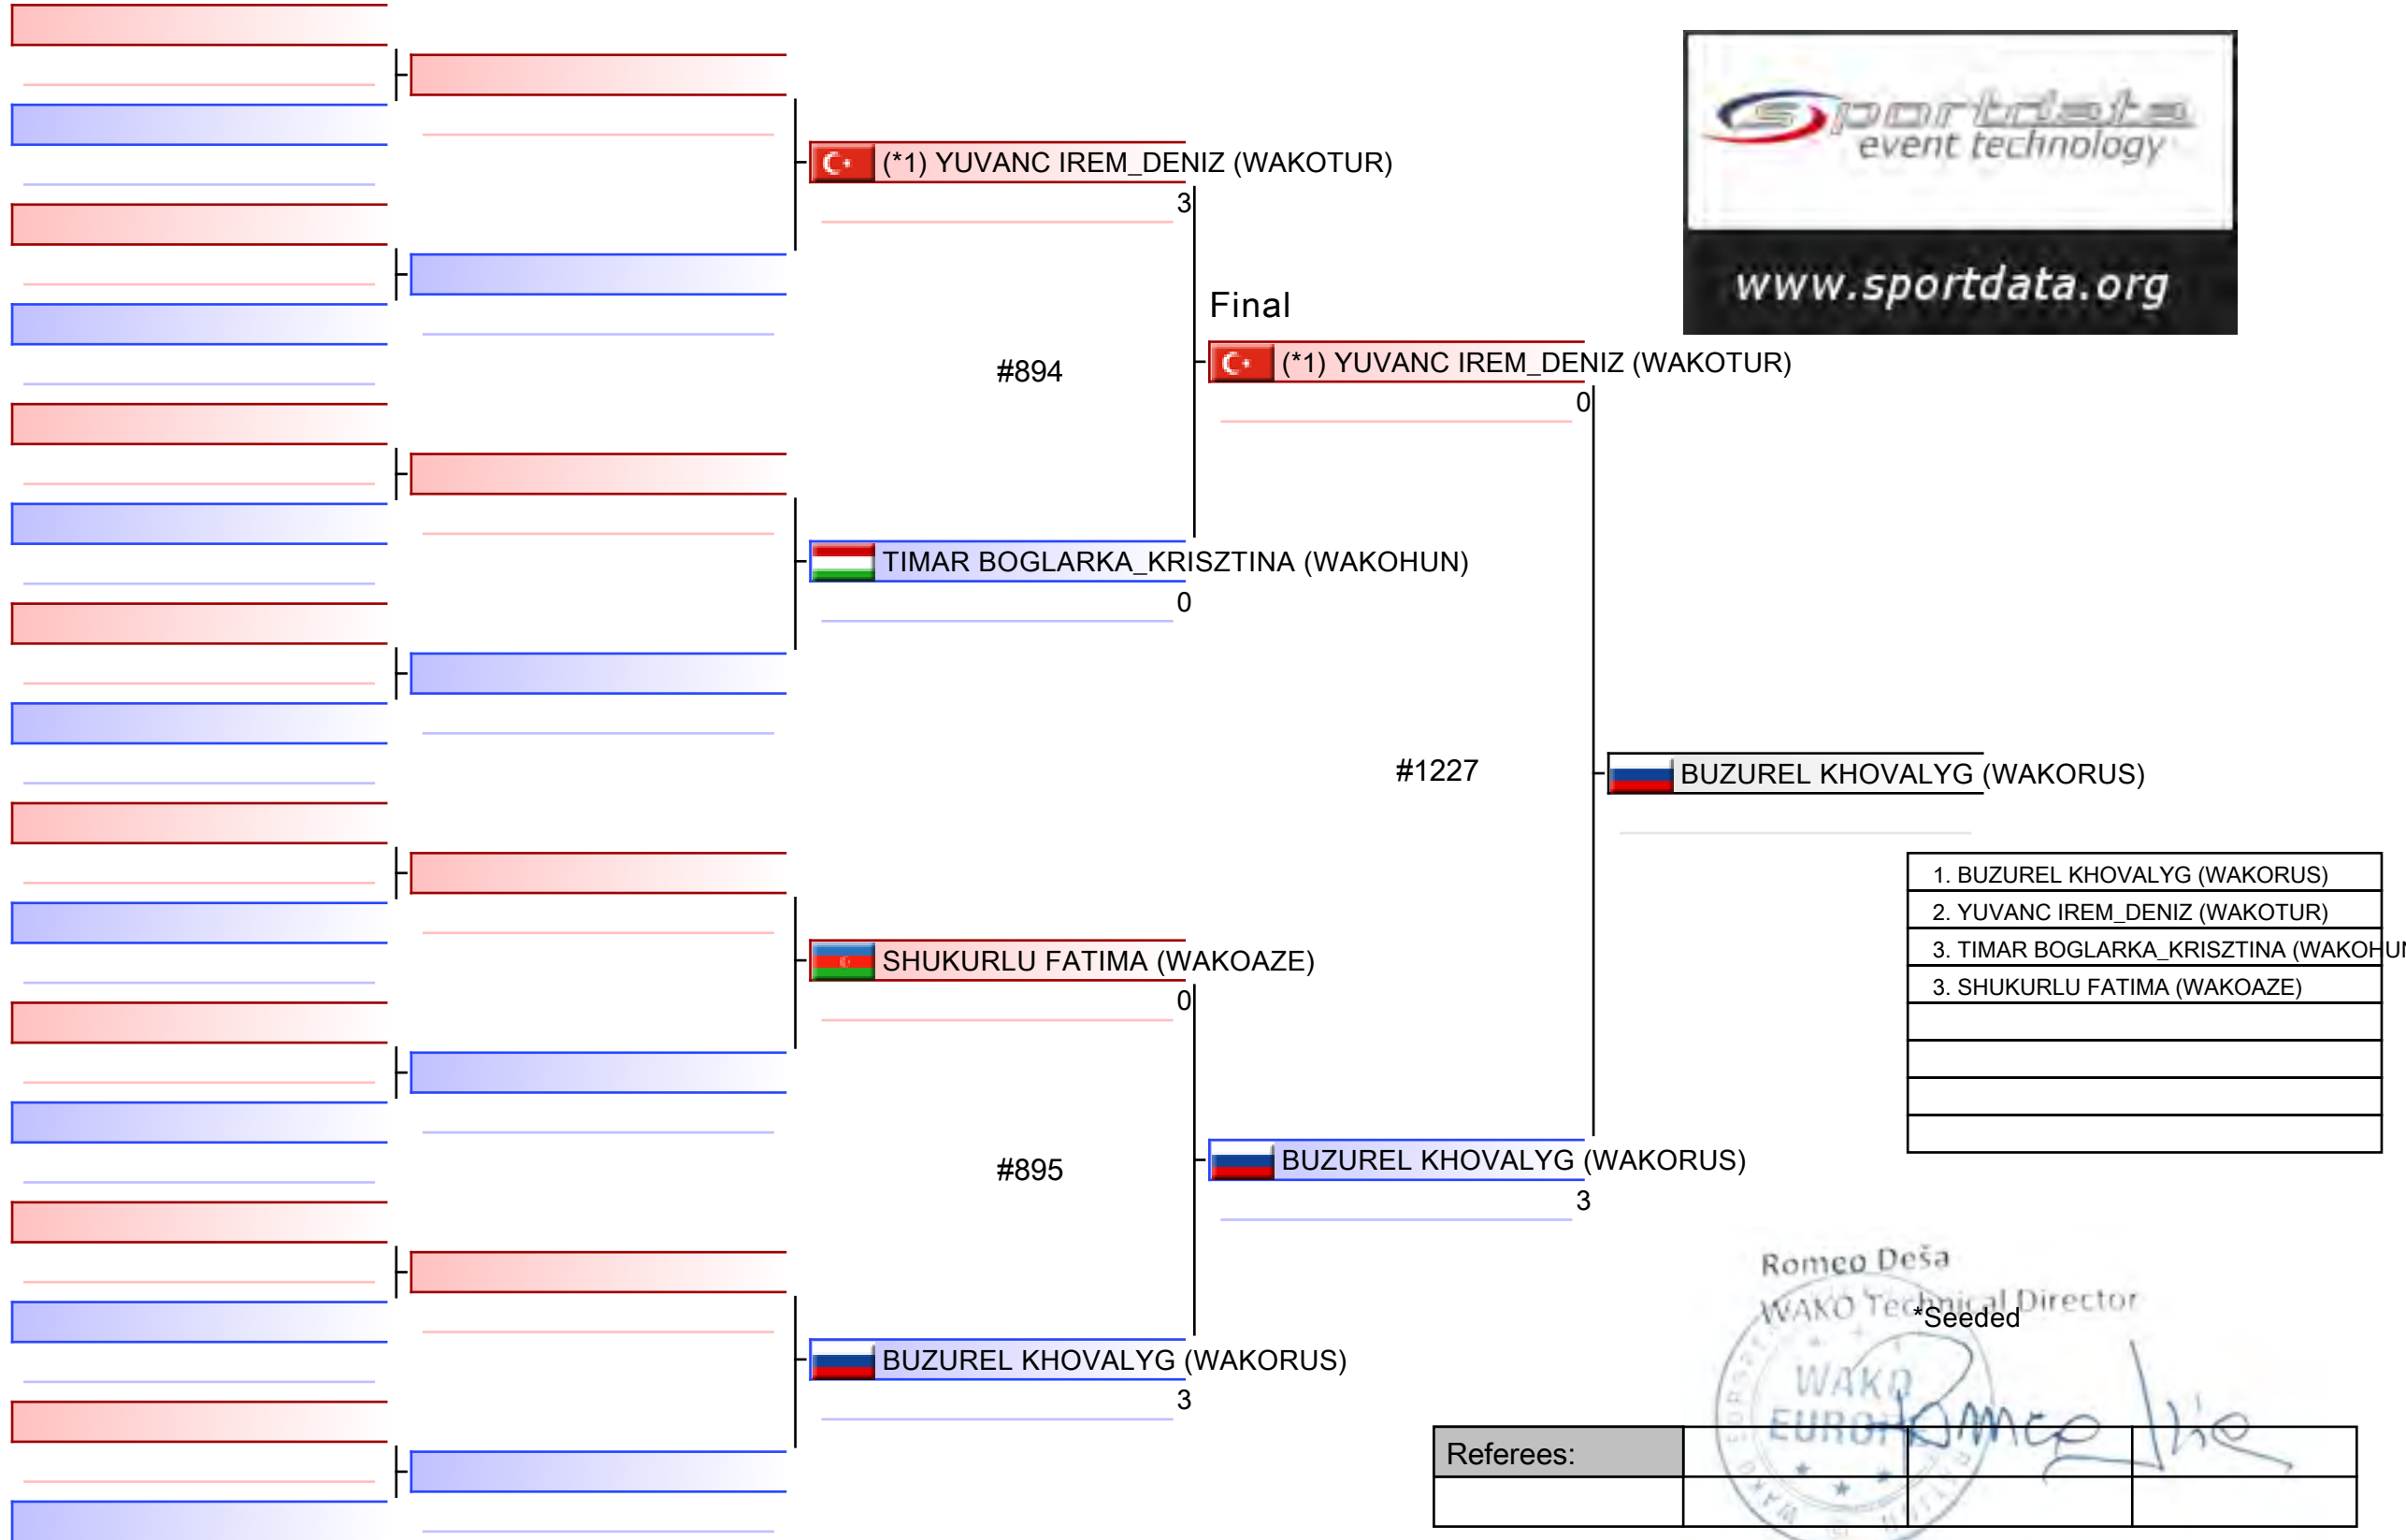 sportdata
event technology
www.sportdata.org
(*1) YUVANC IREM_DENIZ (WAKOTUR)
3
Final
#894
(*1) YUVANC IREM_DENIZ (WAKOTUR)
0
TIMAR BOGLARKA_KRISZTINA (WAKOHUN)
0
#1227
BUZUREL KHOVALYG (WAKORUS)
1. BUZUREL KHOVALYG (WAKORUS)
2. YUVANC IREM_DENIZ (WAKOTUR)
3. TIMAR BOGLARKA_KRISZTINA (WAKOHUN
3. SHUKURLU FATIMA (WAKOAZE)
SHUKURLU FATIMA (WAKOAZE)
0
#895
BUZUREL KHOVALYG (WAKORUS)
3
BUZUREL KHOVALYG (WAKORUS)
3
Romeo Deša
WAKO Technical Director
*Seeded
WAKO
Referees: